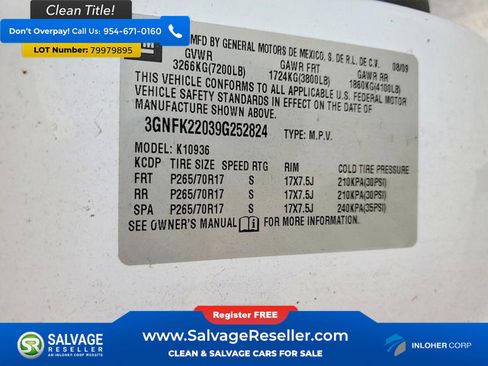 Clean Title!
Don't Overpay! Call Us: 954-671-0160
Lot Number: 79979895
GM
MFD BY GENERAL MOTORS DE MEXICO, S. DE R.L. DE C.V. 08/09
GVWR GAWR FRT GAWR RR
3266KG(7200LB) 1724KG(3800LB) 1860KG(4100LB)
THIS VEHICLE CONFORMS TO ALL APPLICABLE U.S. FEDERAL MOTOR
VEHICLE SAFETY STANDARDS IN EFFECT ON THE DATE OF
MANUFACTURE SHOWN ABOVE.
3GNFK22039G252824 TYPE: M.P.V.
MODEL: K10936
KCDP TIRE SIZE SPEED RTG RIM COLD TIRE PRESSURE
FRT P265/70R17 S 17X7.5J 210KPA(30PSI)
RR P265/70R17 S 17X7.5J 210KPA(30PSI)
SPA P265/70R17 S 17X7.5J 240KPA(35PSI)
SEE OWNER'S MANUAL
Register FREE
SALVAGE RESELLER
AN INLOHER CORP WEBSITE
www.SalvageReseller.com
CLEAN & SALVAGE CARS FOR SALE
INLOHER CORP